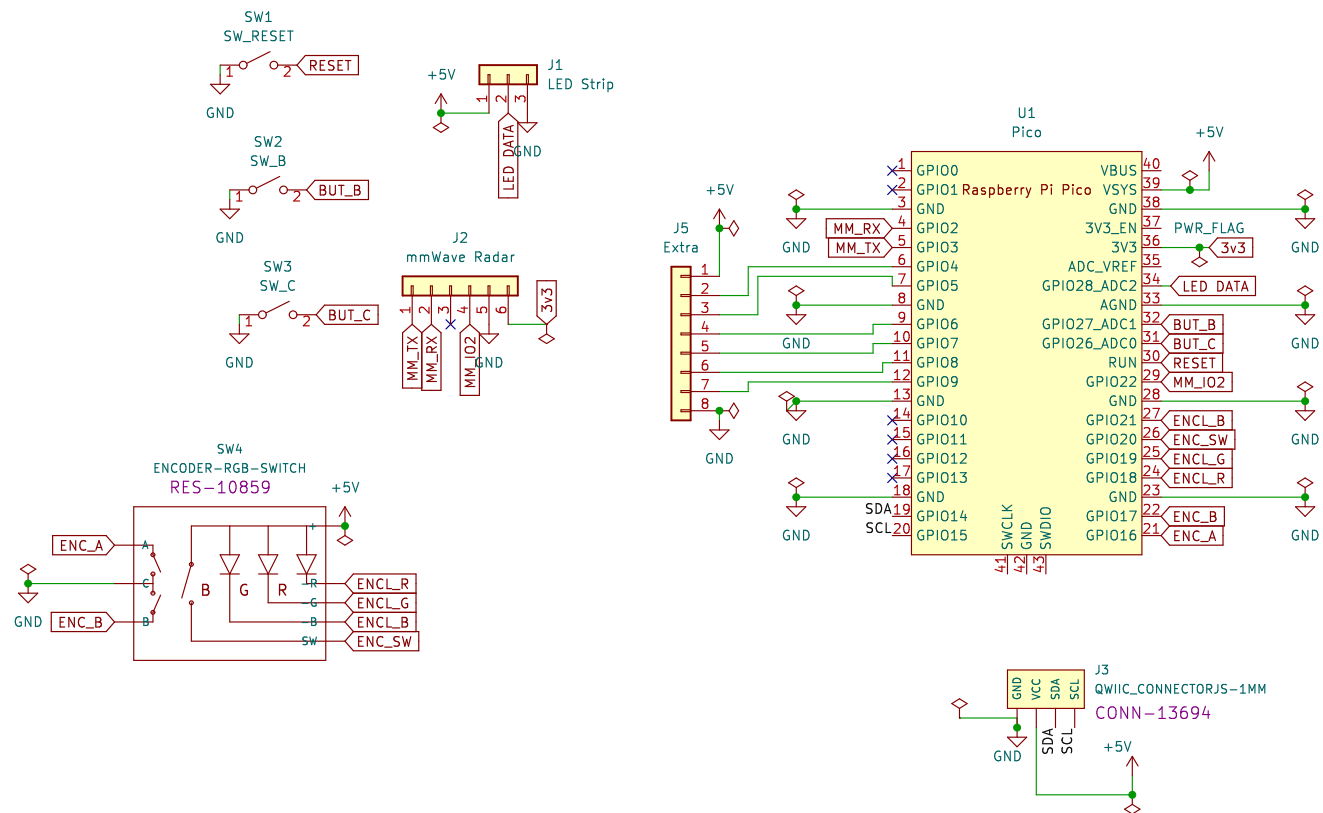 SW1
SW_RESET
1
2
RESET
GND
SW2
SW_B
1
2
BUT_B
GND
SW3
SW_C
1
2
BUT_C
GND
+5V
J1
LED Strip
1
2
3
LED DATA
GND
J2
mmWave Radar
1
2
3
4
5
6
MM_TX
MM_RX
MM_IO2
GND
3v3
SW4
ENCODER-RGB-SWITCH
RES-10859
+5V
ENC_A
A
+
GND
C
B
G
R
-R
ENCL_R
-G
ENCL_G
ENC_B
B
-B
ENCL_B
SW
ENC_SW
+5V
J5
Extra
1
2
3
4
5
6
7
8
GND
U1
Pico
Raspberry Pi Pico
1 GPIO0
2 GPIO1
3 GND
GND
MM_RX
4 GPIO2
MM_TX
5 GPIO3
6 GPIO4
7 GPIO5
8 GND
GND
9 GPIO6
10 GPIO7
11 GPIO8
12 GPIO9
13 GND
GND
14 GPIO10
15 GPIO11
16 GPIO12
17 GPIO13
18 GND
GND
SDA 19 GPIO14
SCL 20 GPIO15
41 SWCLK
42 GND
43 SWDIO
+5V
VBUS 40
VSYS 39
GND 38
GND
3V3_EN 37
PWR_FLAG
3V3 36
3v3
ADC_VREF 35
GPIO28_ADC2 34
LED DATA
AGND 33
GND
GPIO27_ADC1 32
BUT_B
GPIO26_ADC0 31
BUT_C
RUN 30
RESET
GPIO22 29
MM_IO2
GND 28
GND
GPIO21 27
ENCL_B
GPIO20 26
ENC_SW
GPIO19 25
ENCL_G
GPIO18 24
ENCL_R
GND 23
GND
GPIO17 22
ENC_B
GPIO16 21
ENC_A
J3
QWIIC_CONNECTORJS-1MM
CONN-13694
GND
VCC
SDA
SCL
GND
SDA
SCL
+5V